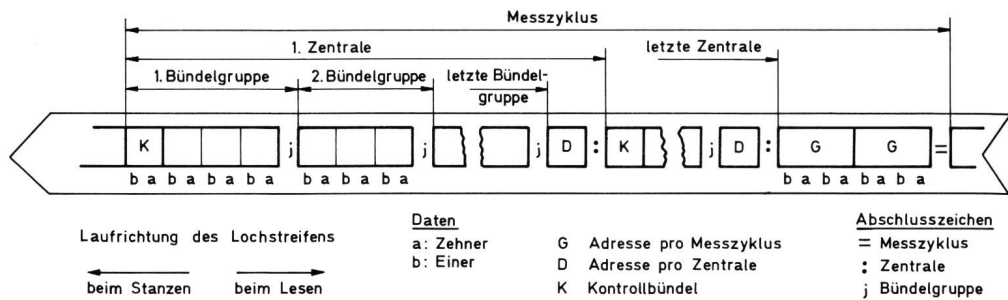 Messzyklus
1. Zentrale
letzte Zentrale
1. Bündelgruppe
2. Bündelgruppe
letzte Bündel-
gruppe
K j j j D : K j D : G G =
b a b a b a b a b a b a b a b a b a b a b a
Laufrichtung des Lochstreifens
beim Stanzen
beim Lesen
Daten
a: Zehner
b: Einer
G Adresse pro Messzyklus
D Adresse pro Zentrale
K Kontrollbündel
Abschlusszeichen
= Messzyklus
: Zentrale
j Bündelgruppe